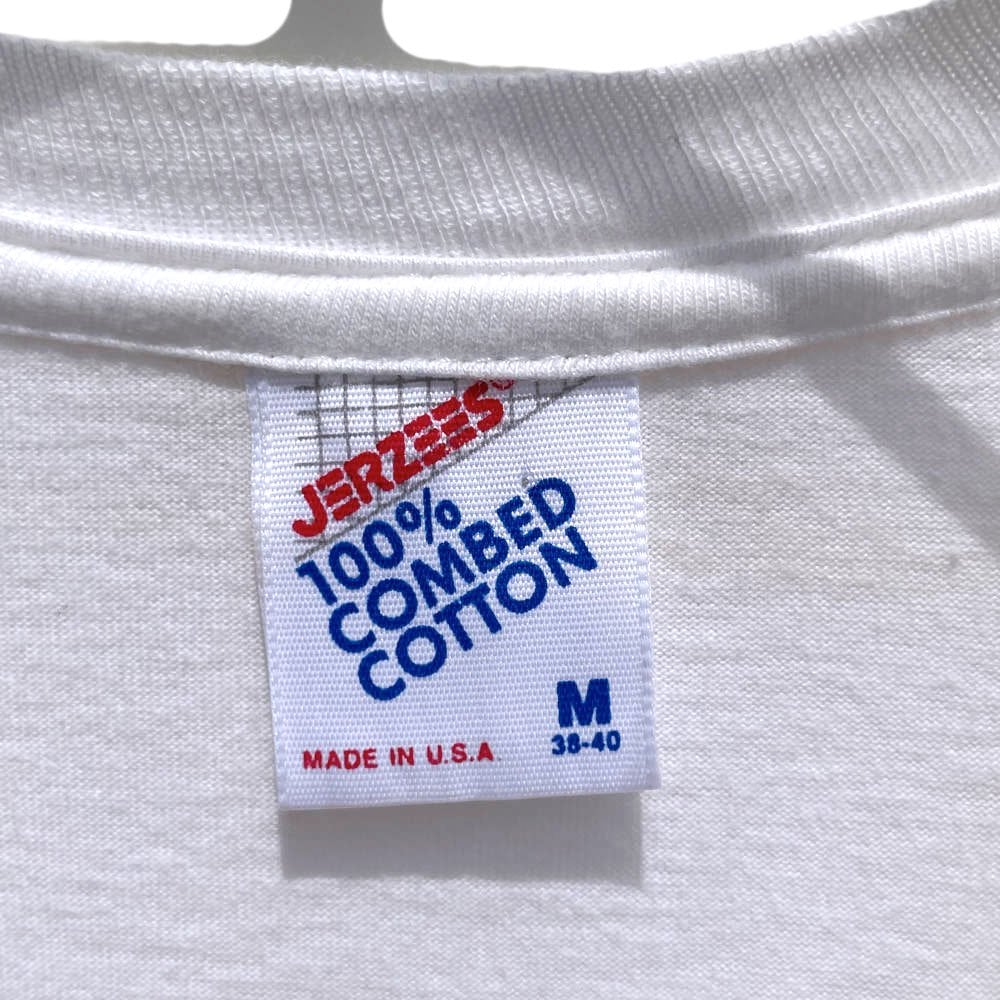 JERZEES®
100%
COMBED
COTTON
M
38-40
MADE IN U.S.A